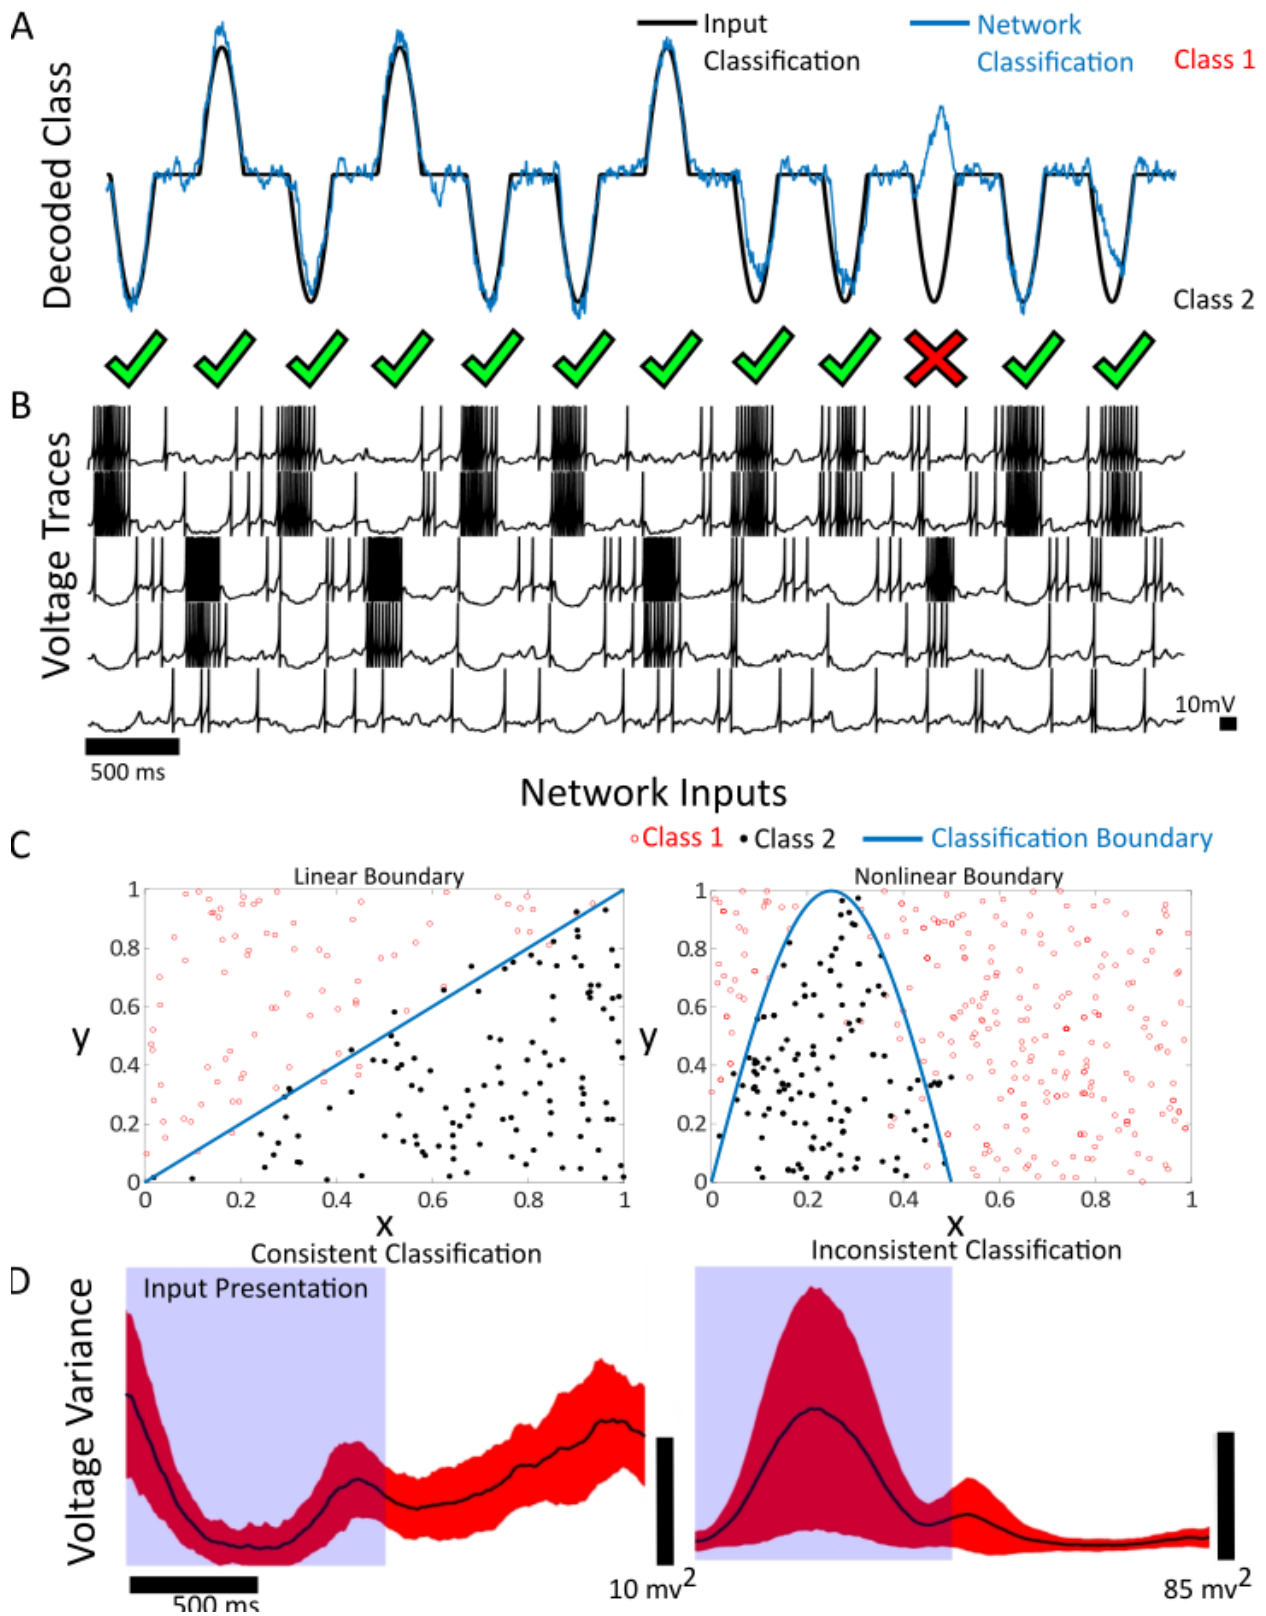 A
Decoded Class
Input
Classification
Network
Classification
Class 1
Class 2
B
Voltage Traces
10mV
500 ms
Network Inputs
C
Class 1
Class 2
Classification Boundary
Linear Boundary
Nonlinear Boundary
1
0.8
0.6
0.4
0.2
0
y
0
0.2
0.4
0.6
0.8
1
x
1
0.8
0.6
0.4
0.2
0
y
0
0.2
0.4
0.6
0.8
1
x
Consistent Classification
Inconsistent Classification
D
Voltage Variance
Input Presentation
500 ms
10 mv²
85 mv²